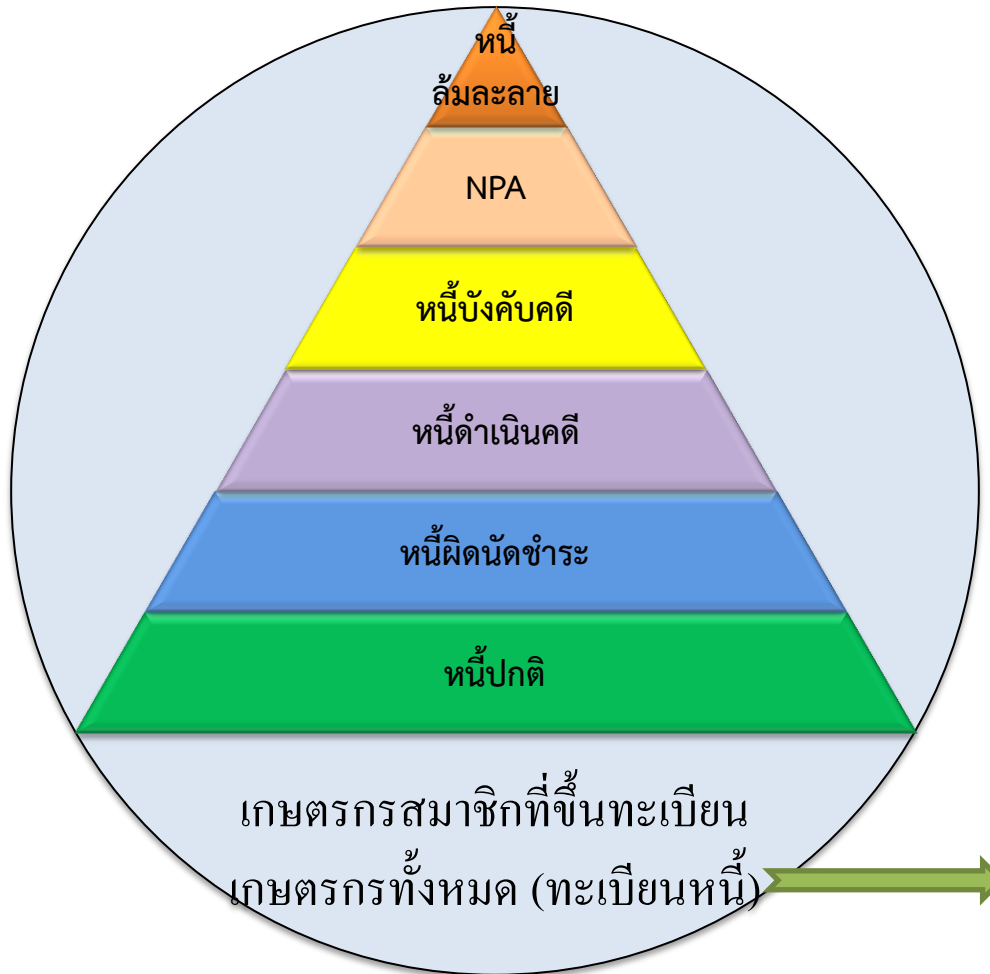 หนี้
ล้มละลาย
NPA
หนี้บังคับคดี
หนี้ดำเนินคดี
หนี้ผิดนัดชำระ
หนี้ปกติ
เกษตรกรสมาชิกที่ขึ้นทะเบียน
เกษตรกรทั้งหมด (ทะเบียนหนี้)